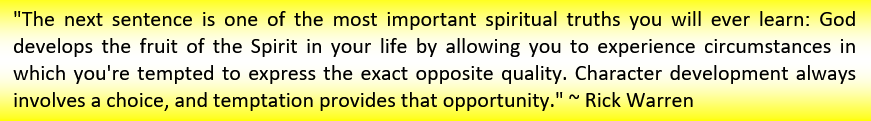 "The next sentence is one of the most important spiritual truths you will ever learn: God
develops the fruit of the Spirit in your life by allowing you to experience circumstances in
which you're tempted to express the exact opposite quality. Character development always
involves a choice, and temptation provides that opportunity." ~ Rick Warren